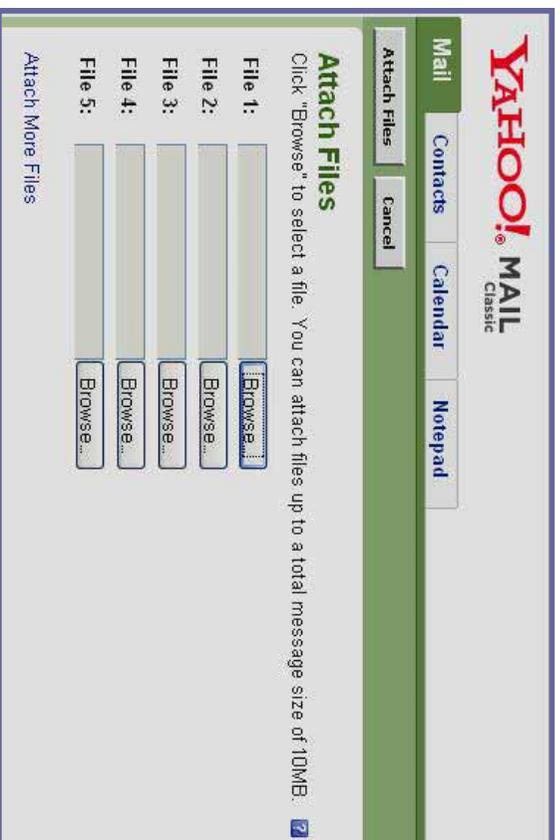 YAHOO!® MAIL
Classic
Mail Contacts Calendar Notepad
Attach Files Cancel
Attach Files
Click "Browse" to select a file. You can attach files up to a total message size of 10MB. ?
File 1: Browse...
File 2: Browse...
File 3: Browse...
File 4: Browse...
File 5: Browse...
Attach More Files